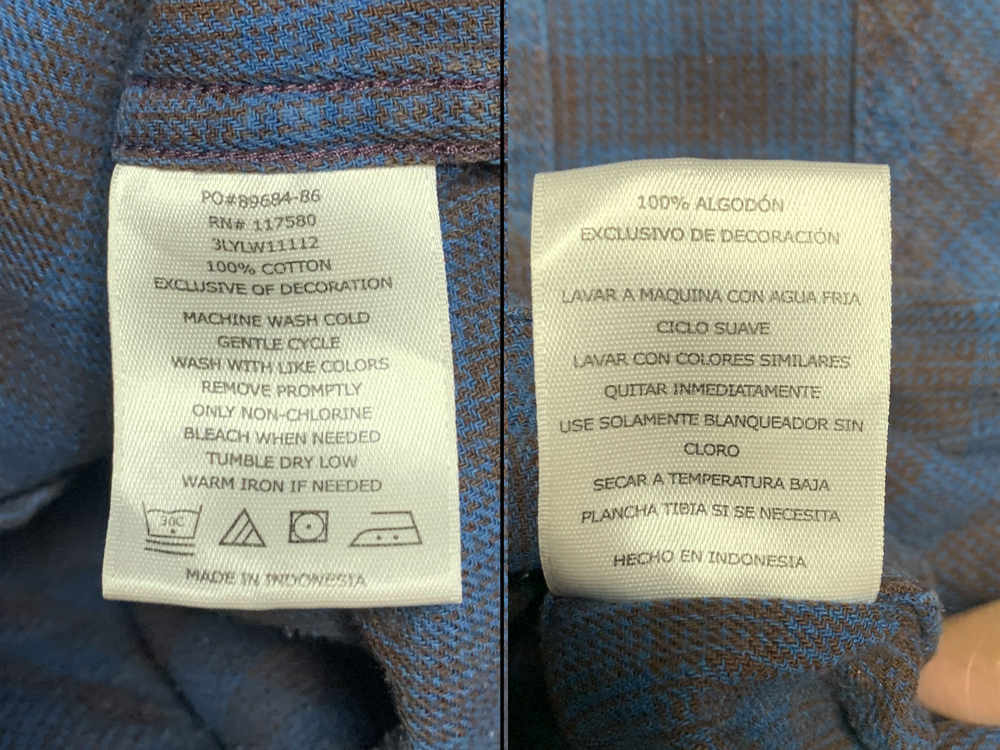 PO#89684-86
RN# 117580
3LYLW11112
100% COTTON
EXCLUSIVE OF DECORATION
MACHINE WASH COLD
GENTLE CYCLE
WASH WITH LIKE COLORS
REMOVE PROMPTLY
ONLY NON-CHLORINE
BLEACH WHEN NEEDED
TUMBLE DRY LOW
WARM IRON IF NEEDED
30C
MADE IN INDONESIA
100% ALGODÓN
EXCLUSIVO DE DECORACIÓN
LAVAR A MAQUINA CON AGUA FRIA
CICLO SUAVE
LAVAR CON COLORES SIMILARES
QUITAR INMEDIATAMENTE
USE SOLAMENTE BLANQUEADOR SIN
CLORO
SECAR A TEMPERATURA BAJA
PLANCHA TIBIA SI SE NECESITA
HECHO EN INDONESIA